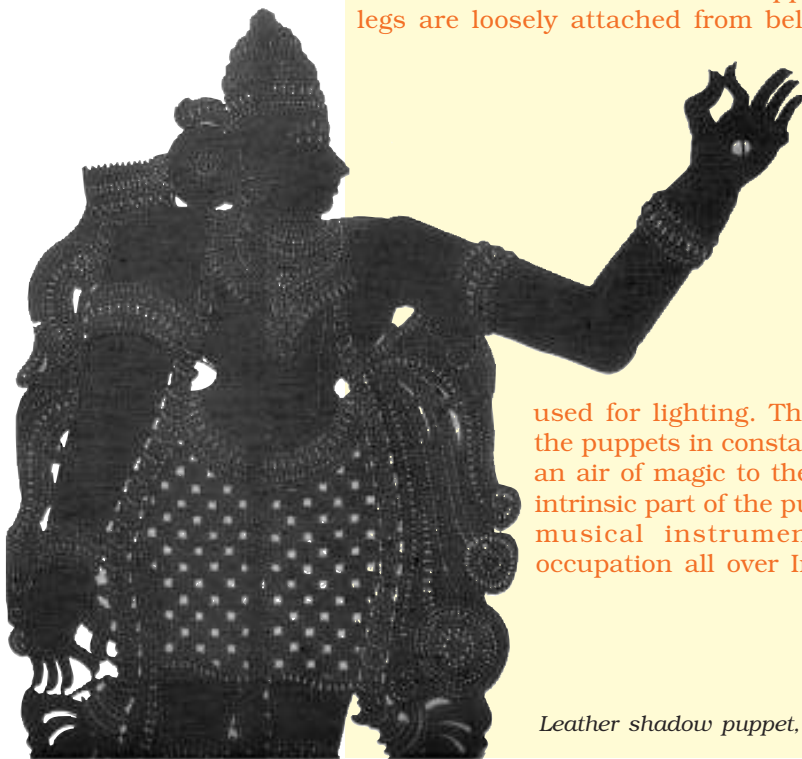 legs are loosely attached from bel
used for lighting. Th
the puppets in consta
an air of magic to the
intrinsic part of the pu
musical instrumen
occupation all over In
Leather shadow puppet,